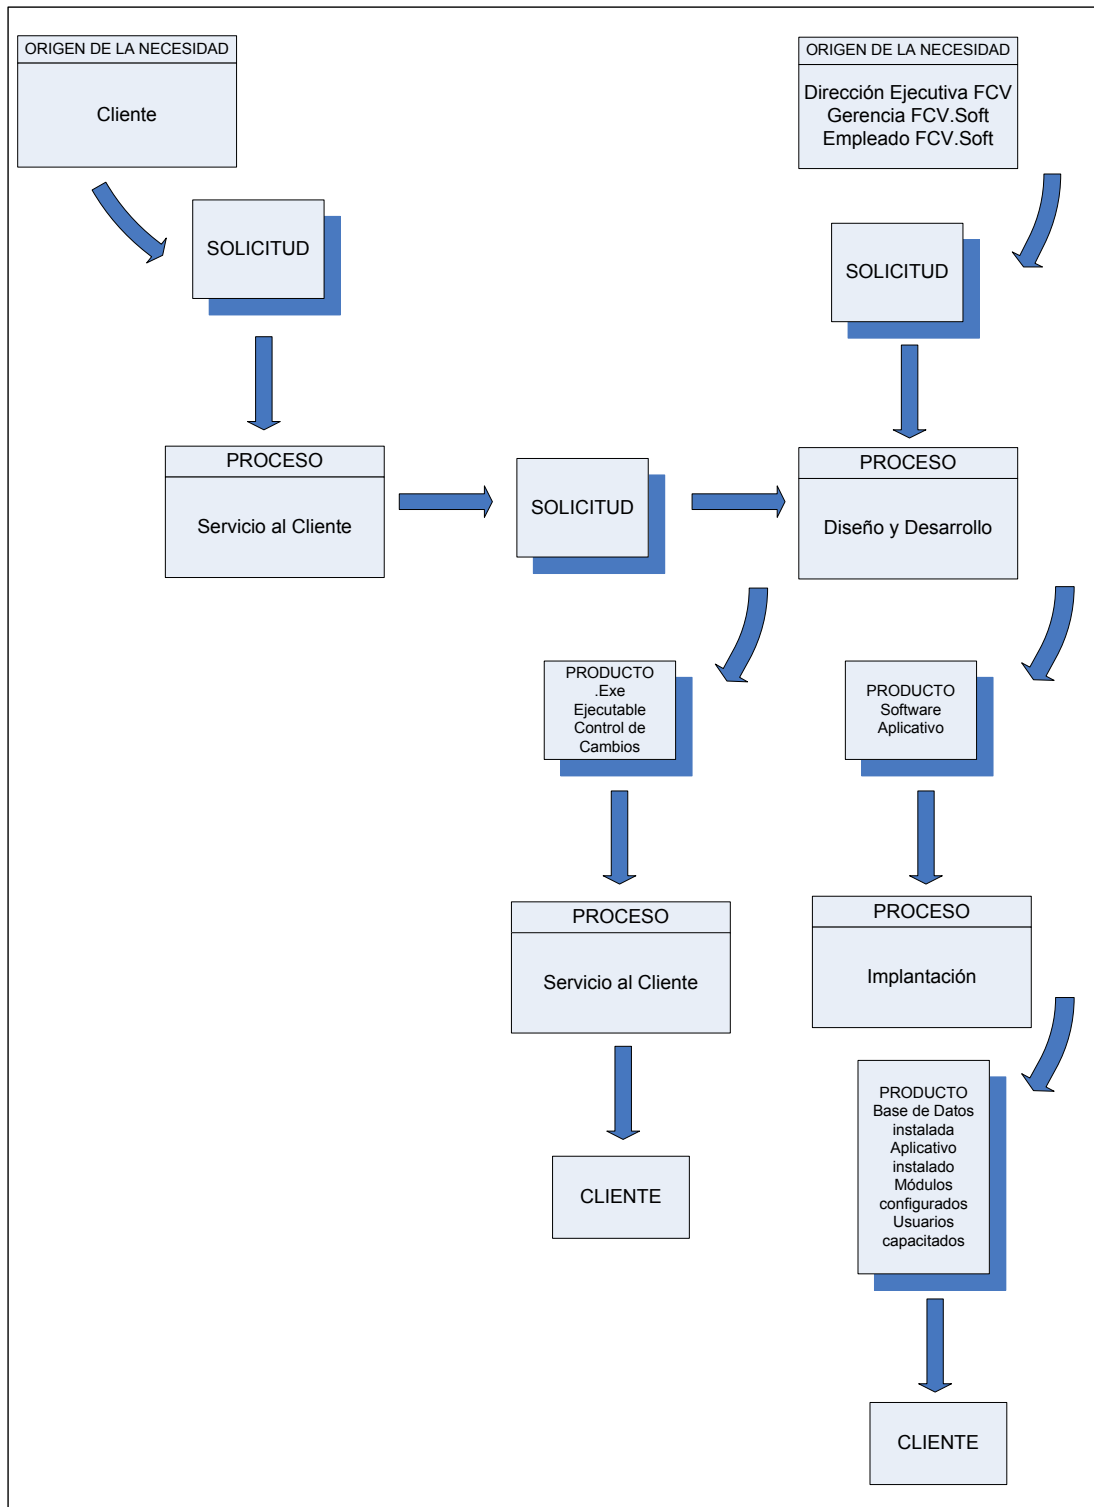 ORIGEN DE LA NECESIDAD
Cliente
ORIGEN DE LA NECESIDAD
Dirección Ejecutiva FCV
Gerencia FCV.Soft
Empleado FCV.Soft
SOLICITUD
SOLICITUD
PROCESO
Servicio al Cliente
SOLICITUD
PROCESO
Diseño y Desarrollo
PRODUCTO
.Exe
Ejecutable
Control de
Cambios
PRODUCTO
Software
Aplicativo
PROCESO
Servicio al Cliente
PROCESO
Implantación
CLIENTE
PRODUCTO
Base de Datos
instalada
Aplicativo
instalado
Módulos
configurados
Usuarios
capacitados
CLIENTE